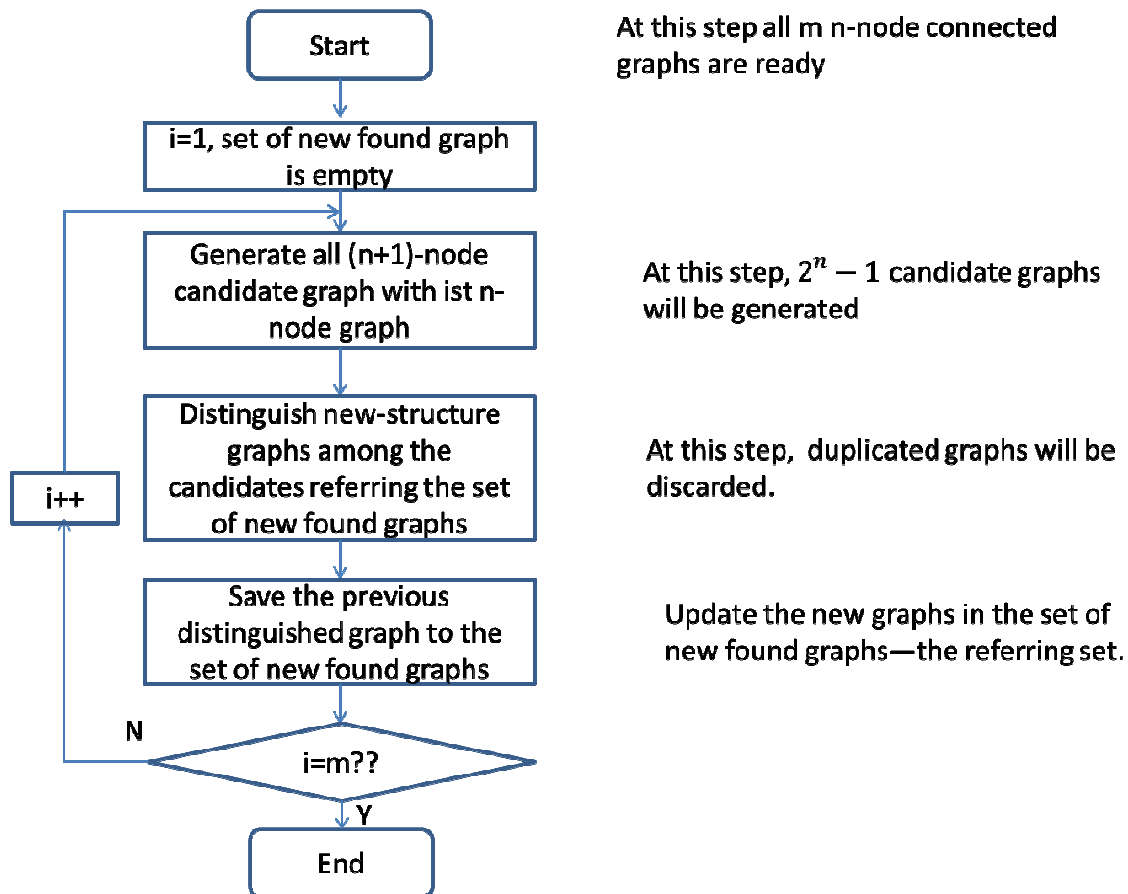 Start
At this step all m n-node connected
graphs are ready
i=1, set of new found graph
is empty
Generate all (n+1)-node
candidate graph with ist n-
node graph
At this step, 2ⁿ − 1 candidate graphs
will be generated
Distinguish new-structure
graphs among the
candidates referring the set
of new found graphs
At this step, duplicated graphs will be
discarded.
i++
Save the previous
distinguished graph to the
set of new found graphs
Update the new graphs in the set of
new found graphs—the referring set.
N
i=m??
Y
End